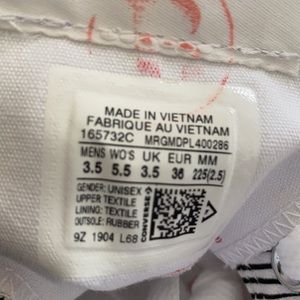 MADE IN VIETNAM
FABRIQUE AU VIETNAM
165732C MRGMDPL400286
MENS WO'S UK EUR MM
3.5 5.5 3.5 36 225(2.5)
GENDER: UNISEX
UPPER:TEXTILE
LINING: TEXTILE
OUTSOLE: RUBBER
CONVERSE
9Z 1904 L68